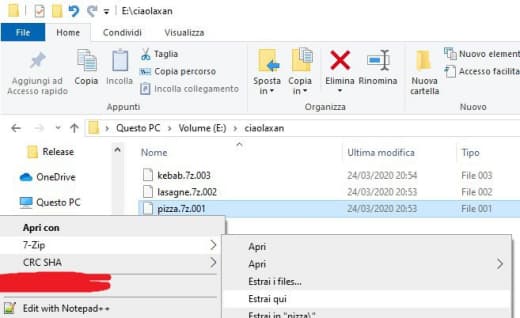 E:\ciaolaxan
File Home Condividi Visualizza
Aggiungi ad Accesso rapido
Copia
Incolla
Taglia
Copia percorso
Incolla collegamento
Appunti
Sposta in
Copia in
Elimina
Rinomina
Organizza
Nuova cartella
Nuovo element
Accesso facilita
Nuovo
Questo PC > Volume (E:) > ciaolaxan
Release
OneDrive
Questo PC
Nome Ultima modifica Tipo
kebab.7z.003 24/03/2020 20:54 File 003
lasagne.7z.002 24/03/2020 20:53 File 002
pizza.7z.001 24/03/2020 20:53 File 001
Apri con
7-Zip
CRC SHA
Edit with Notepad++
Apri
Apri
Estrai i files...
Estrai qui
Estrai in "pizza\"